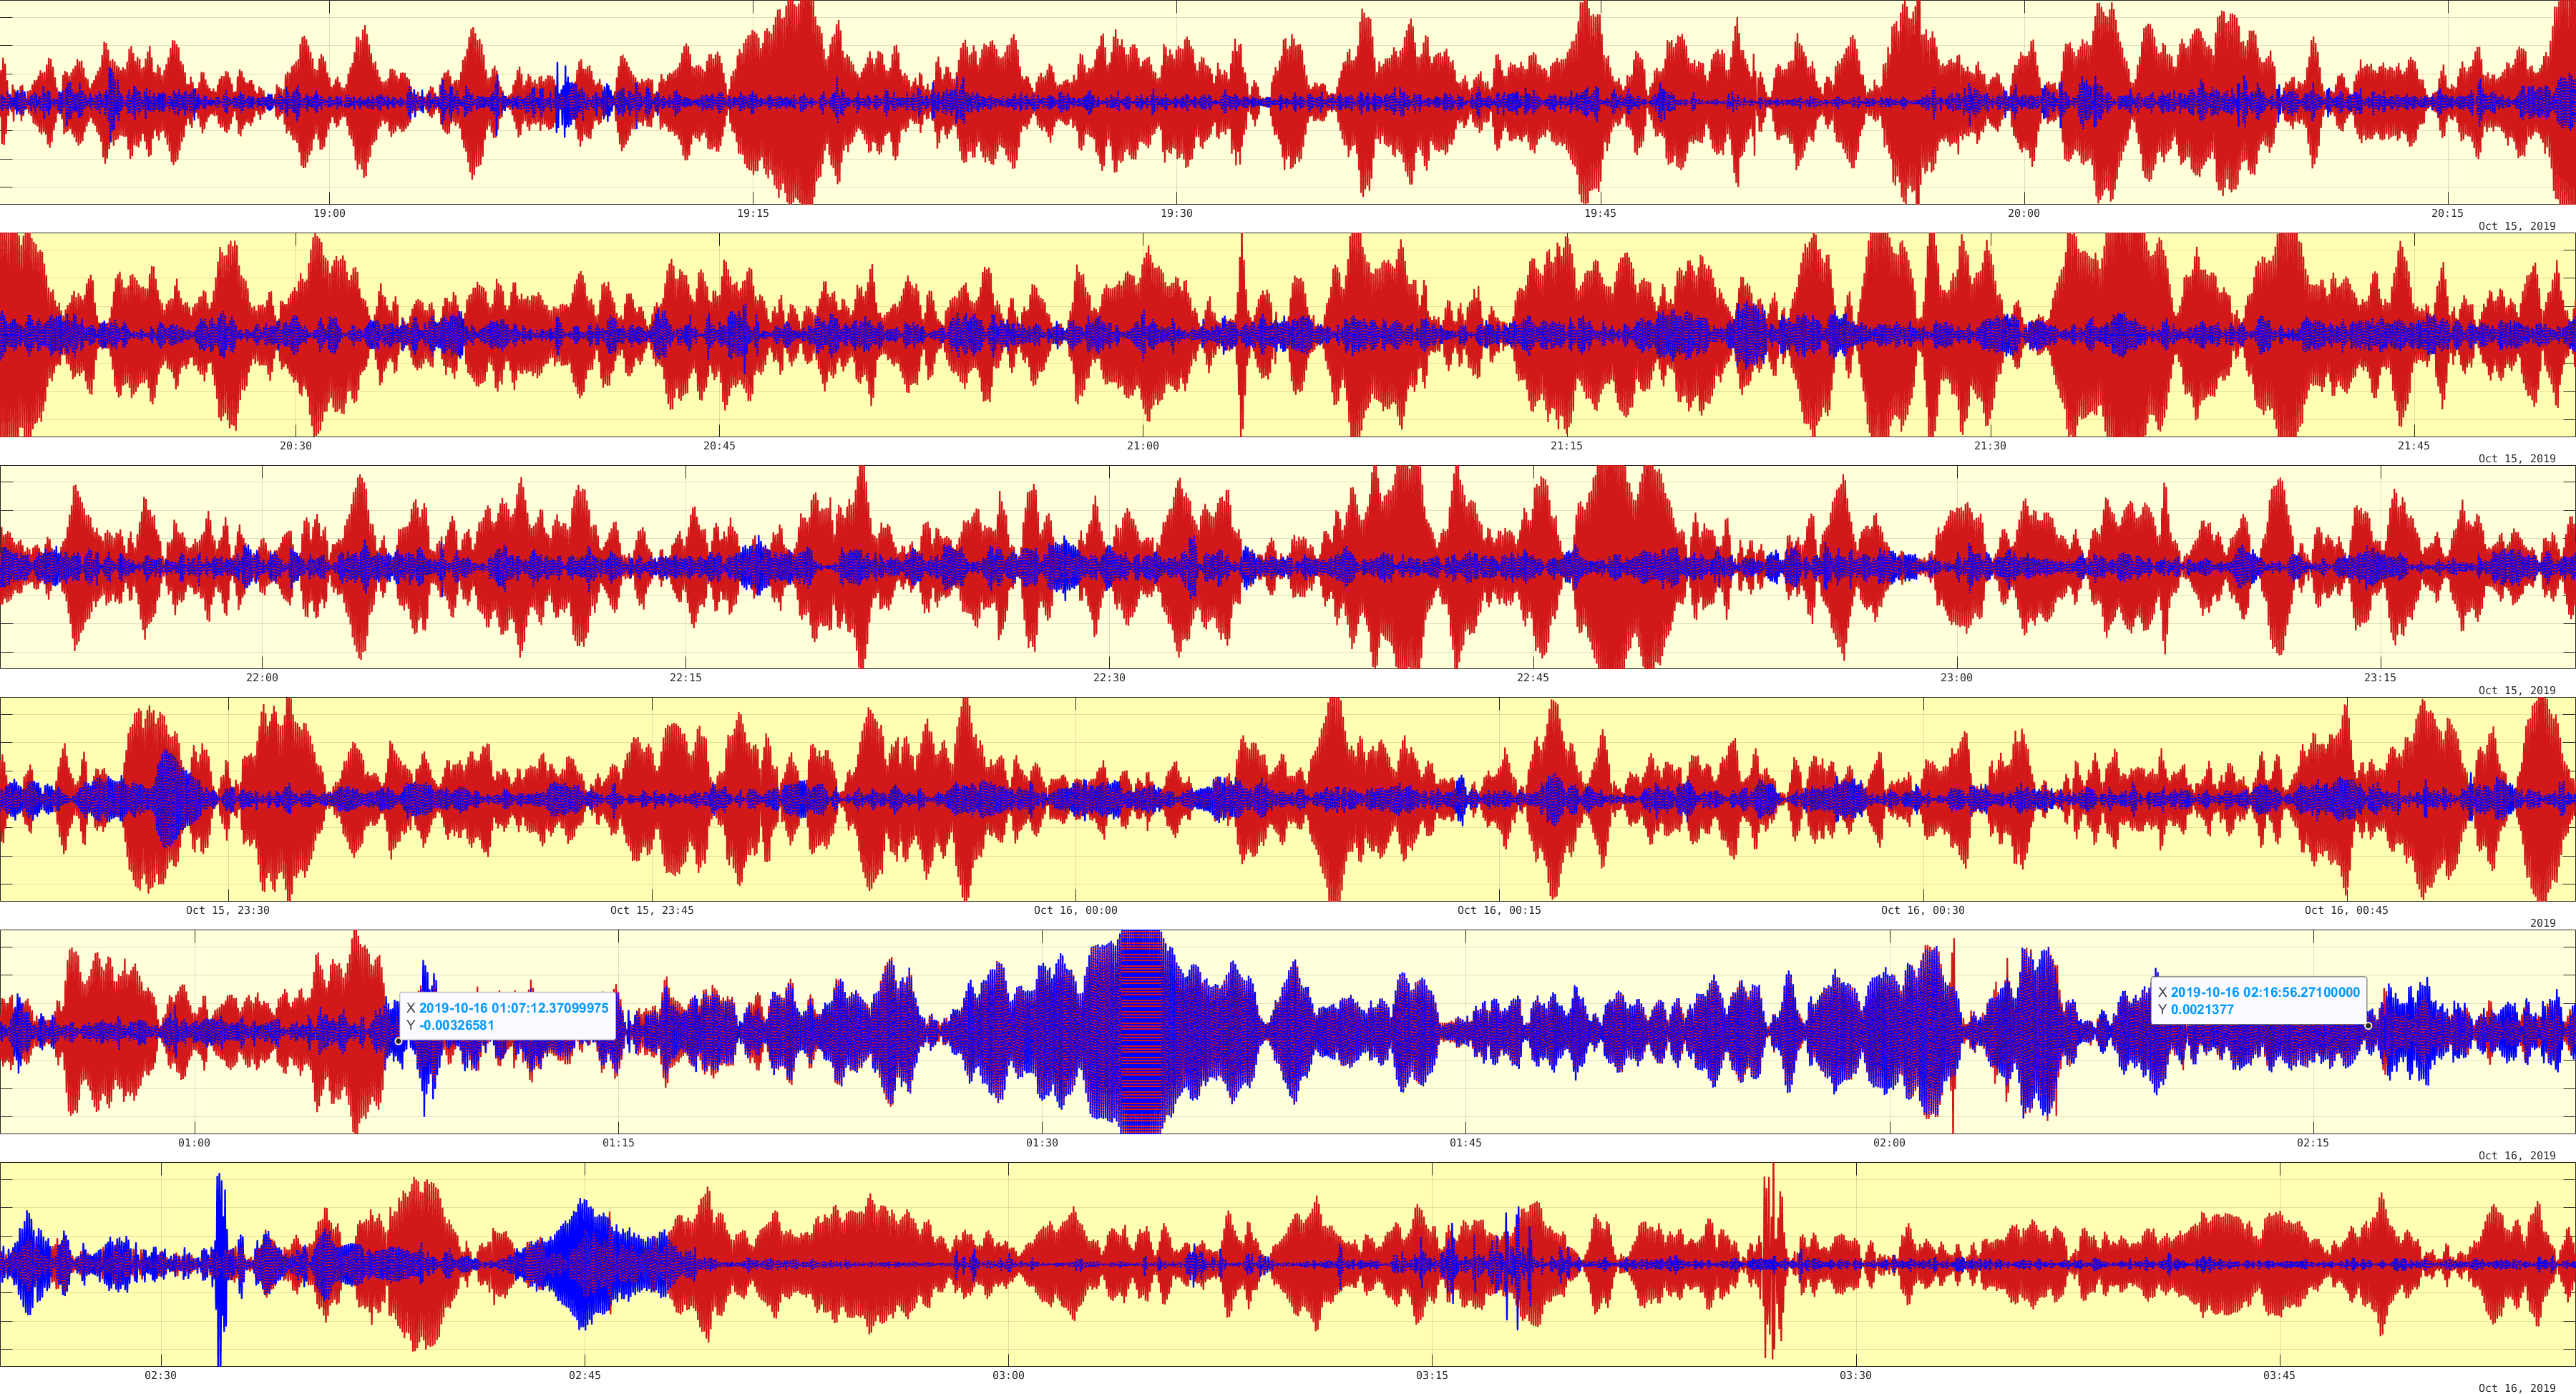 19:00 19:15 19:30 19:45 20:00 20:15
Oct 15, 2019
20:30 20:45 21:00 21:15 21:30 21:45
Oct 15, 2019
22:00 22:15 22:30 22:45 23:00 23:15
Oct 15, 2019
Oct 15, 23:30 Oct 15, 23:45 Oct 16, 00:00 Oct 16, 00:15 Oct 16, 00:30 Oct 16, 00:45
2019
X 2019-10-16 01:07:12.37099975
Y -0.00326581
X 2019-10-16 02:16:56.27100000
Y 0.0021377
01:00 01:15 01:30 01:45 02:00 02:15
Oct 16, 2019
02:30 02:45 03:00 03:15 03:30 03:45
Oct 16, 2019